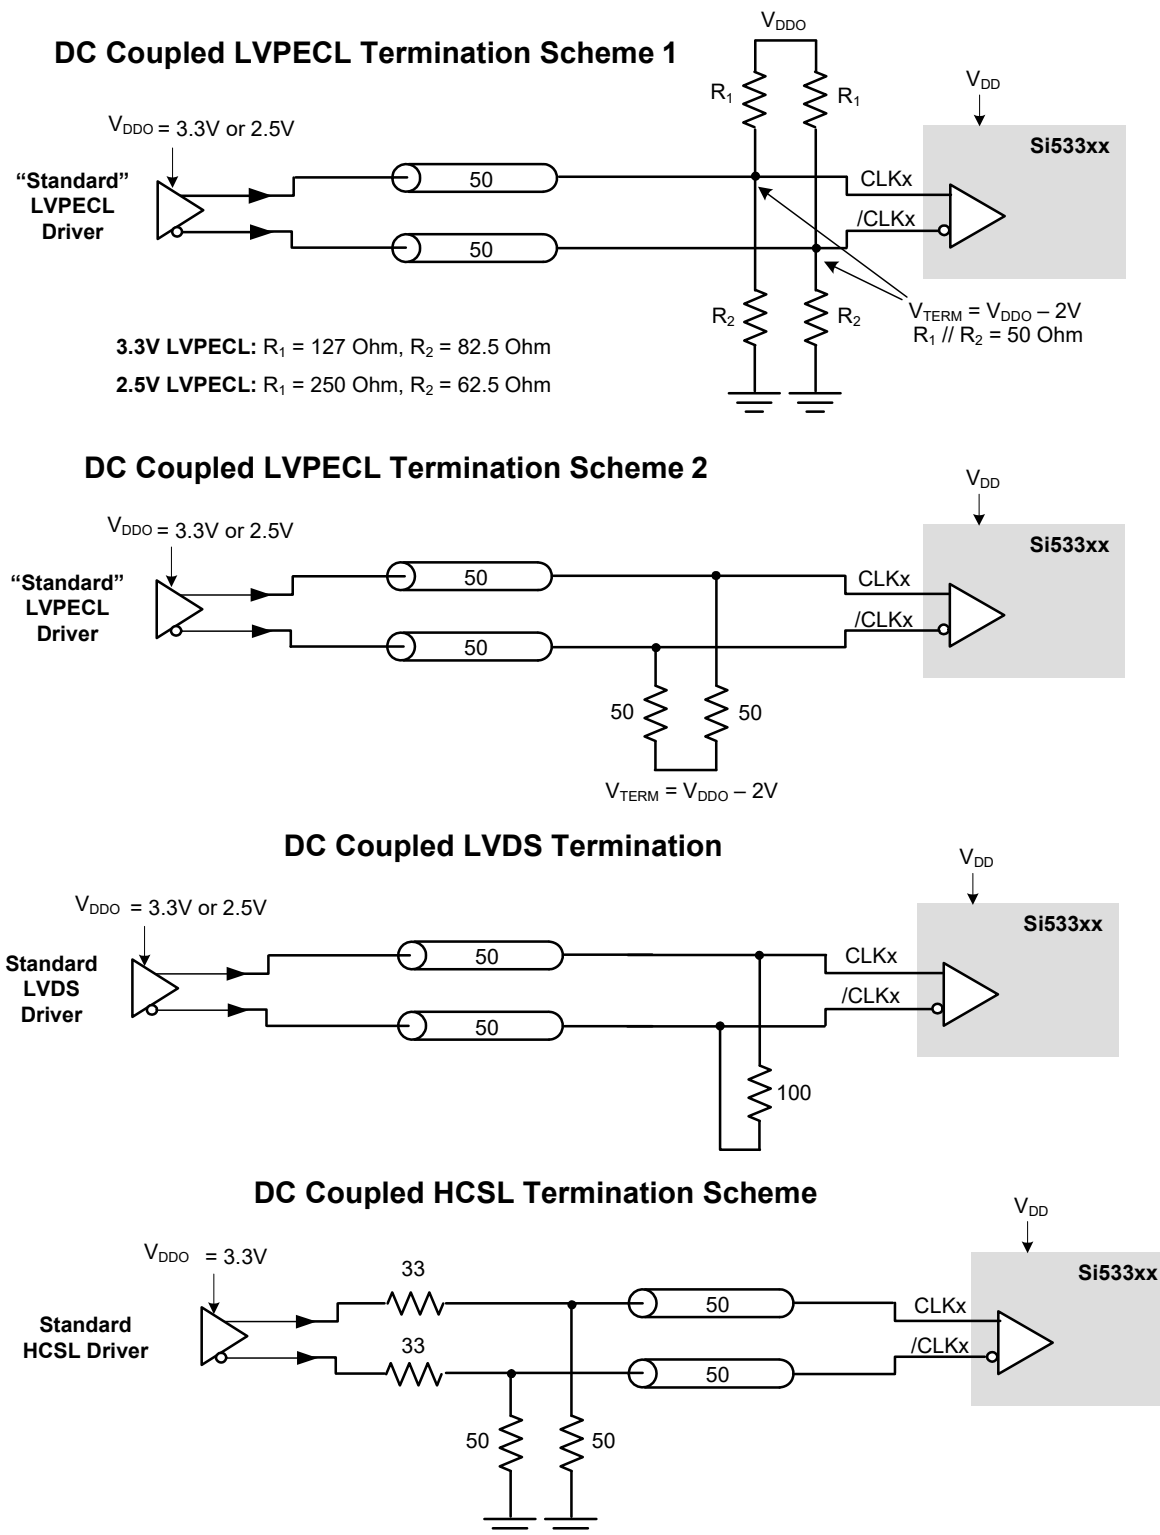 DC Coupled LVPECL Termination Scheme 1
VDDO
R1
R1
VDD
Si533xx
VDDO = 3.3V or 2.5V
“Standard”
LVPECL
Driver
50
50
CLKx
/CLKx
R2
R2
VTERM = VDDO – 2V
R1 // R2 = 50 Ohm
3.3V LVPECL: R1 = 127 Ohm, R2 = 82.5 Ohm
2.5V LVPECL: R1 = 250 Ohm, R2 = 62.5 Ohm
DC Coupled LVPECL Termination Scheme 2
VDD
Si533xx
VDDO = 3.3V or 2.5V
“Standard”
LVPECL
Driver
50
50
CLKx
/CLKx
50
50
VTERM = VDDO – 2V
DC Coupled LVDS Termination
VDD
Si533xx
VDDO = 3.3V or 2.5V
Standard
LVDS
Driver
50
50
CLKx
/CLKx
100
DC Coupled HCSL Termination Scheme
VDD
Si533xx
VDDO = 3.3V
Standard
HCSL Driver
33
33
50
50
CLKx
/CLKx
50
50